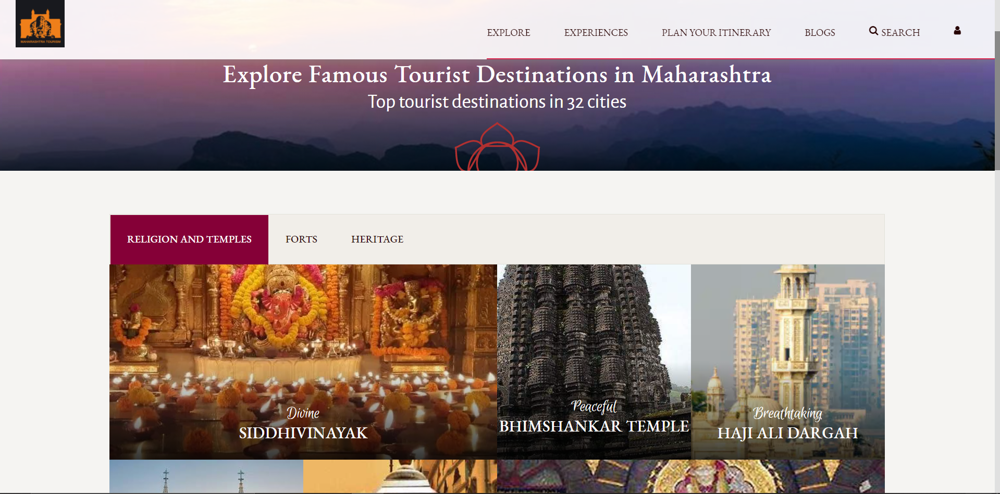 MAHARASHTRA TOURISM
EXPLORE
EXPERIENCES
PLAN YOUR ITINERARY
BLOGS
SEARCH
Explore Famous Tourist Destinations in Maharashtra
Top tourist destinations in 32 cities
RELIGION AND TEMPLES
FORTS
HERITAGE
Divine
SIDDHIVINAYAK
Peaceful
BHIMSHANKAR TEMPLE
Breathtaking
HAJI ALI DARGAH